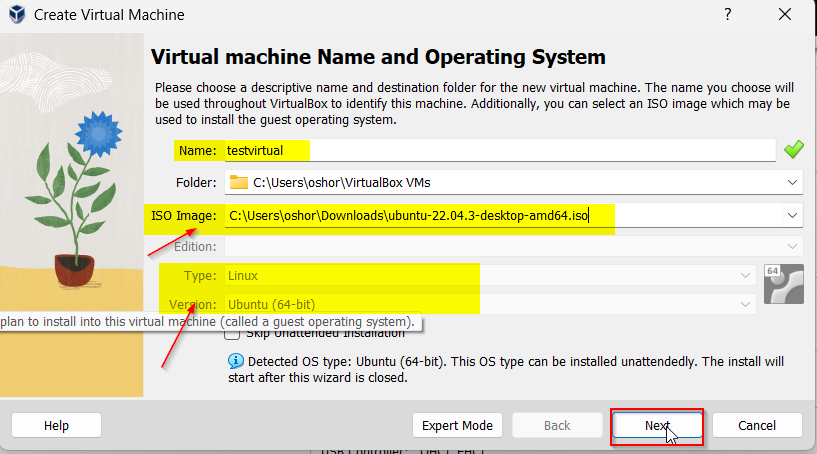 Create Virtual Machine
?
Virtual machine Name and Operating System
Please choose a descriptive name and destination folder for the new virtual machine. The name you choose will
be used throughout VirtualBox to identify this machine. Additionally, you can select an ISO image which may be
used to install the guest operating system.
Name: testvirtual
Folder: C:\Users\oshor\VirtualBox VMs
ISO Image: C:\Users\oshor\Downloads\ubuntu-22.04.3-desktop-amd64.iso
Edition:
Type: Linux
64
Version: Ubuntu (64-bit)
plan to install into this virtual machine (called a guest operating system).
Skip Unattended Installation
Detected OS type: Ubuntu (64-bit). This OS type can be installed unattendedly. The install will
start after this wizard is closed.
Help Expert Mode Back Next Cancel
USB Controller: OHCI, EHCI